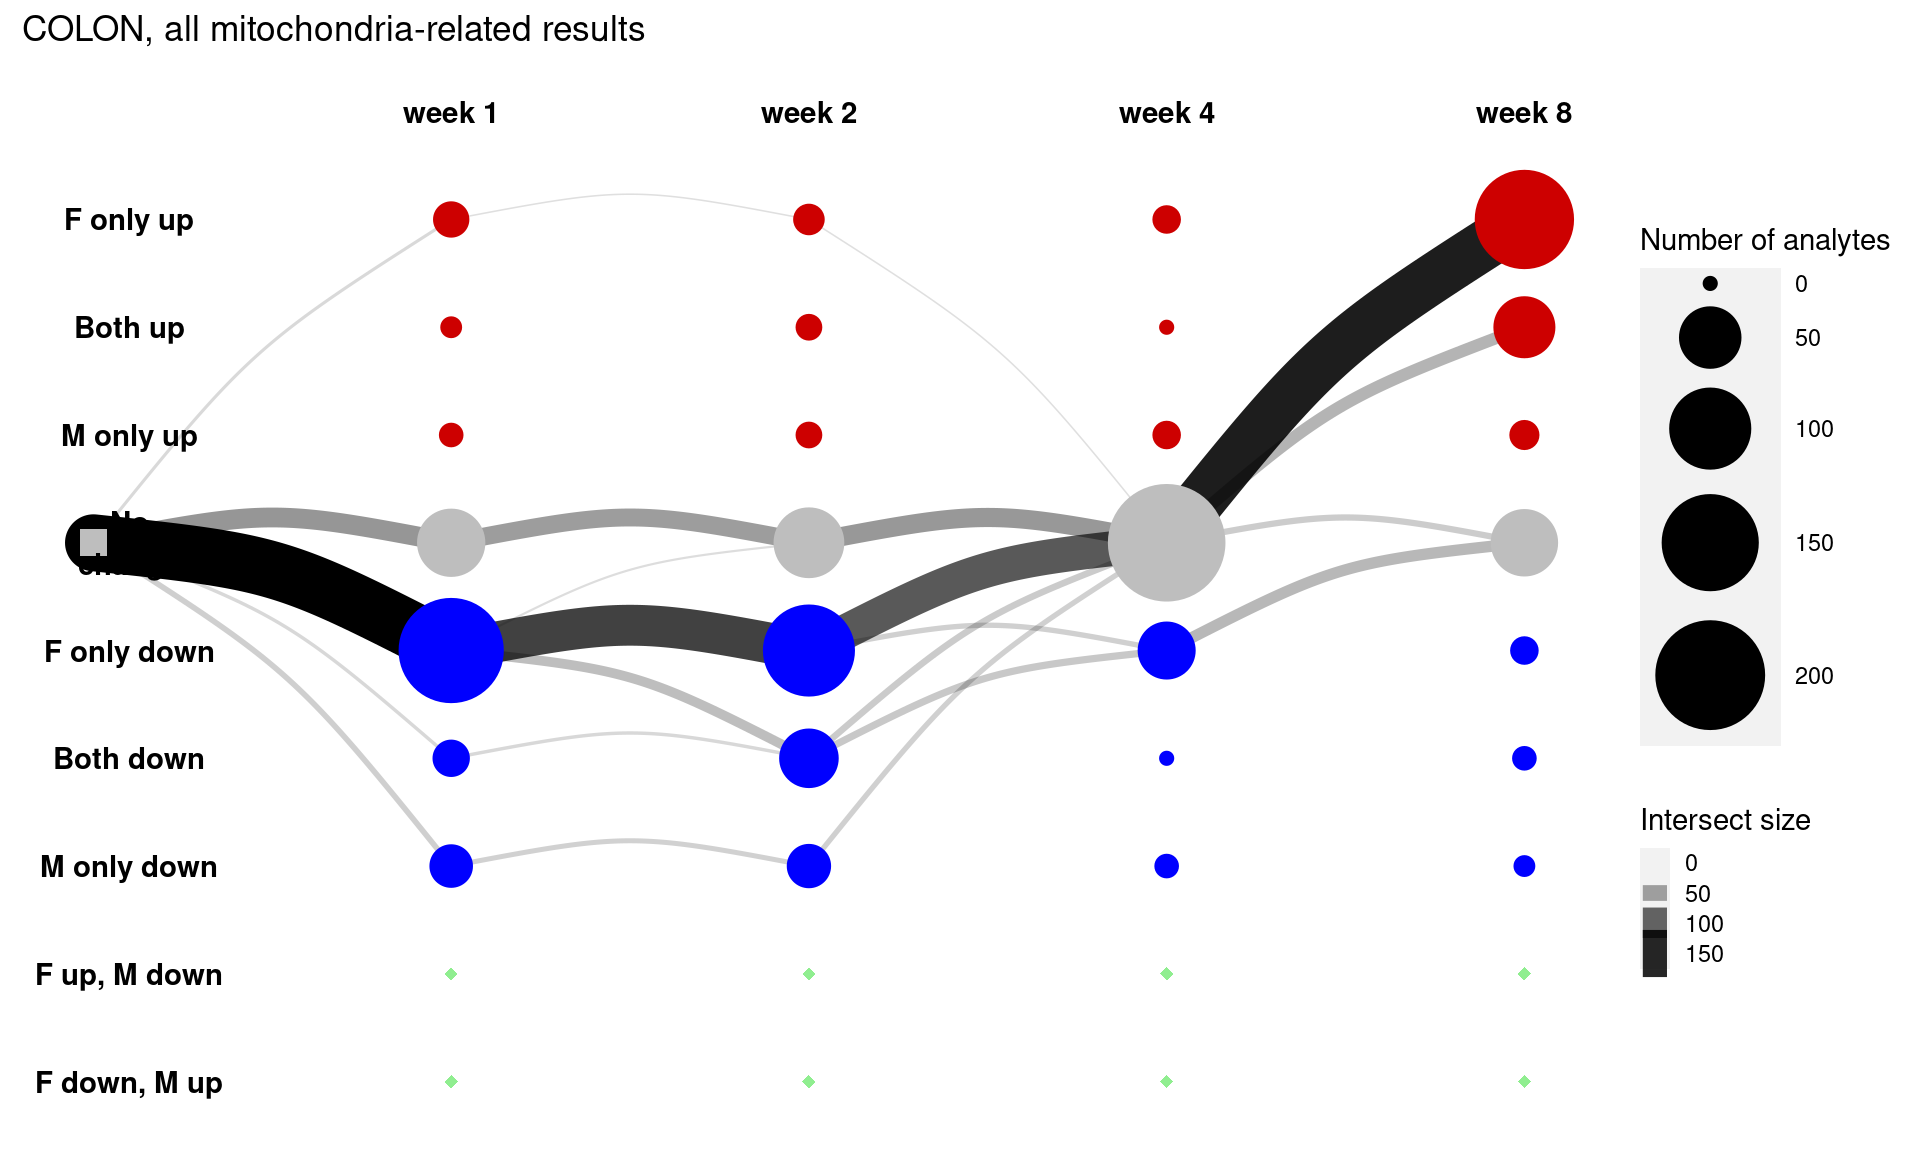 COLON, all mitochondria-related results
week 1 week 2 week 4 week 8
F only up
Both up
M only up
No
F only down
Both down
M only down
F up, M down
F down, M up
Number of analytes
0
50
100
150
200
Intersect size
0
50
100
150